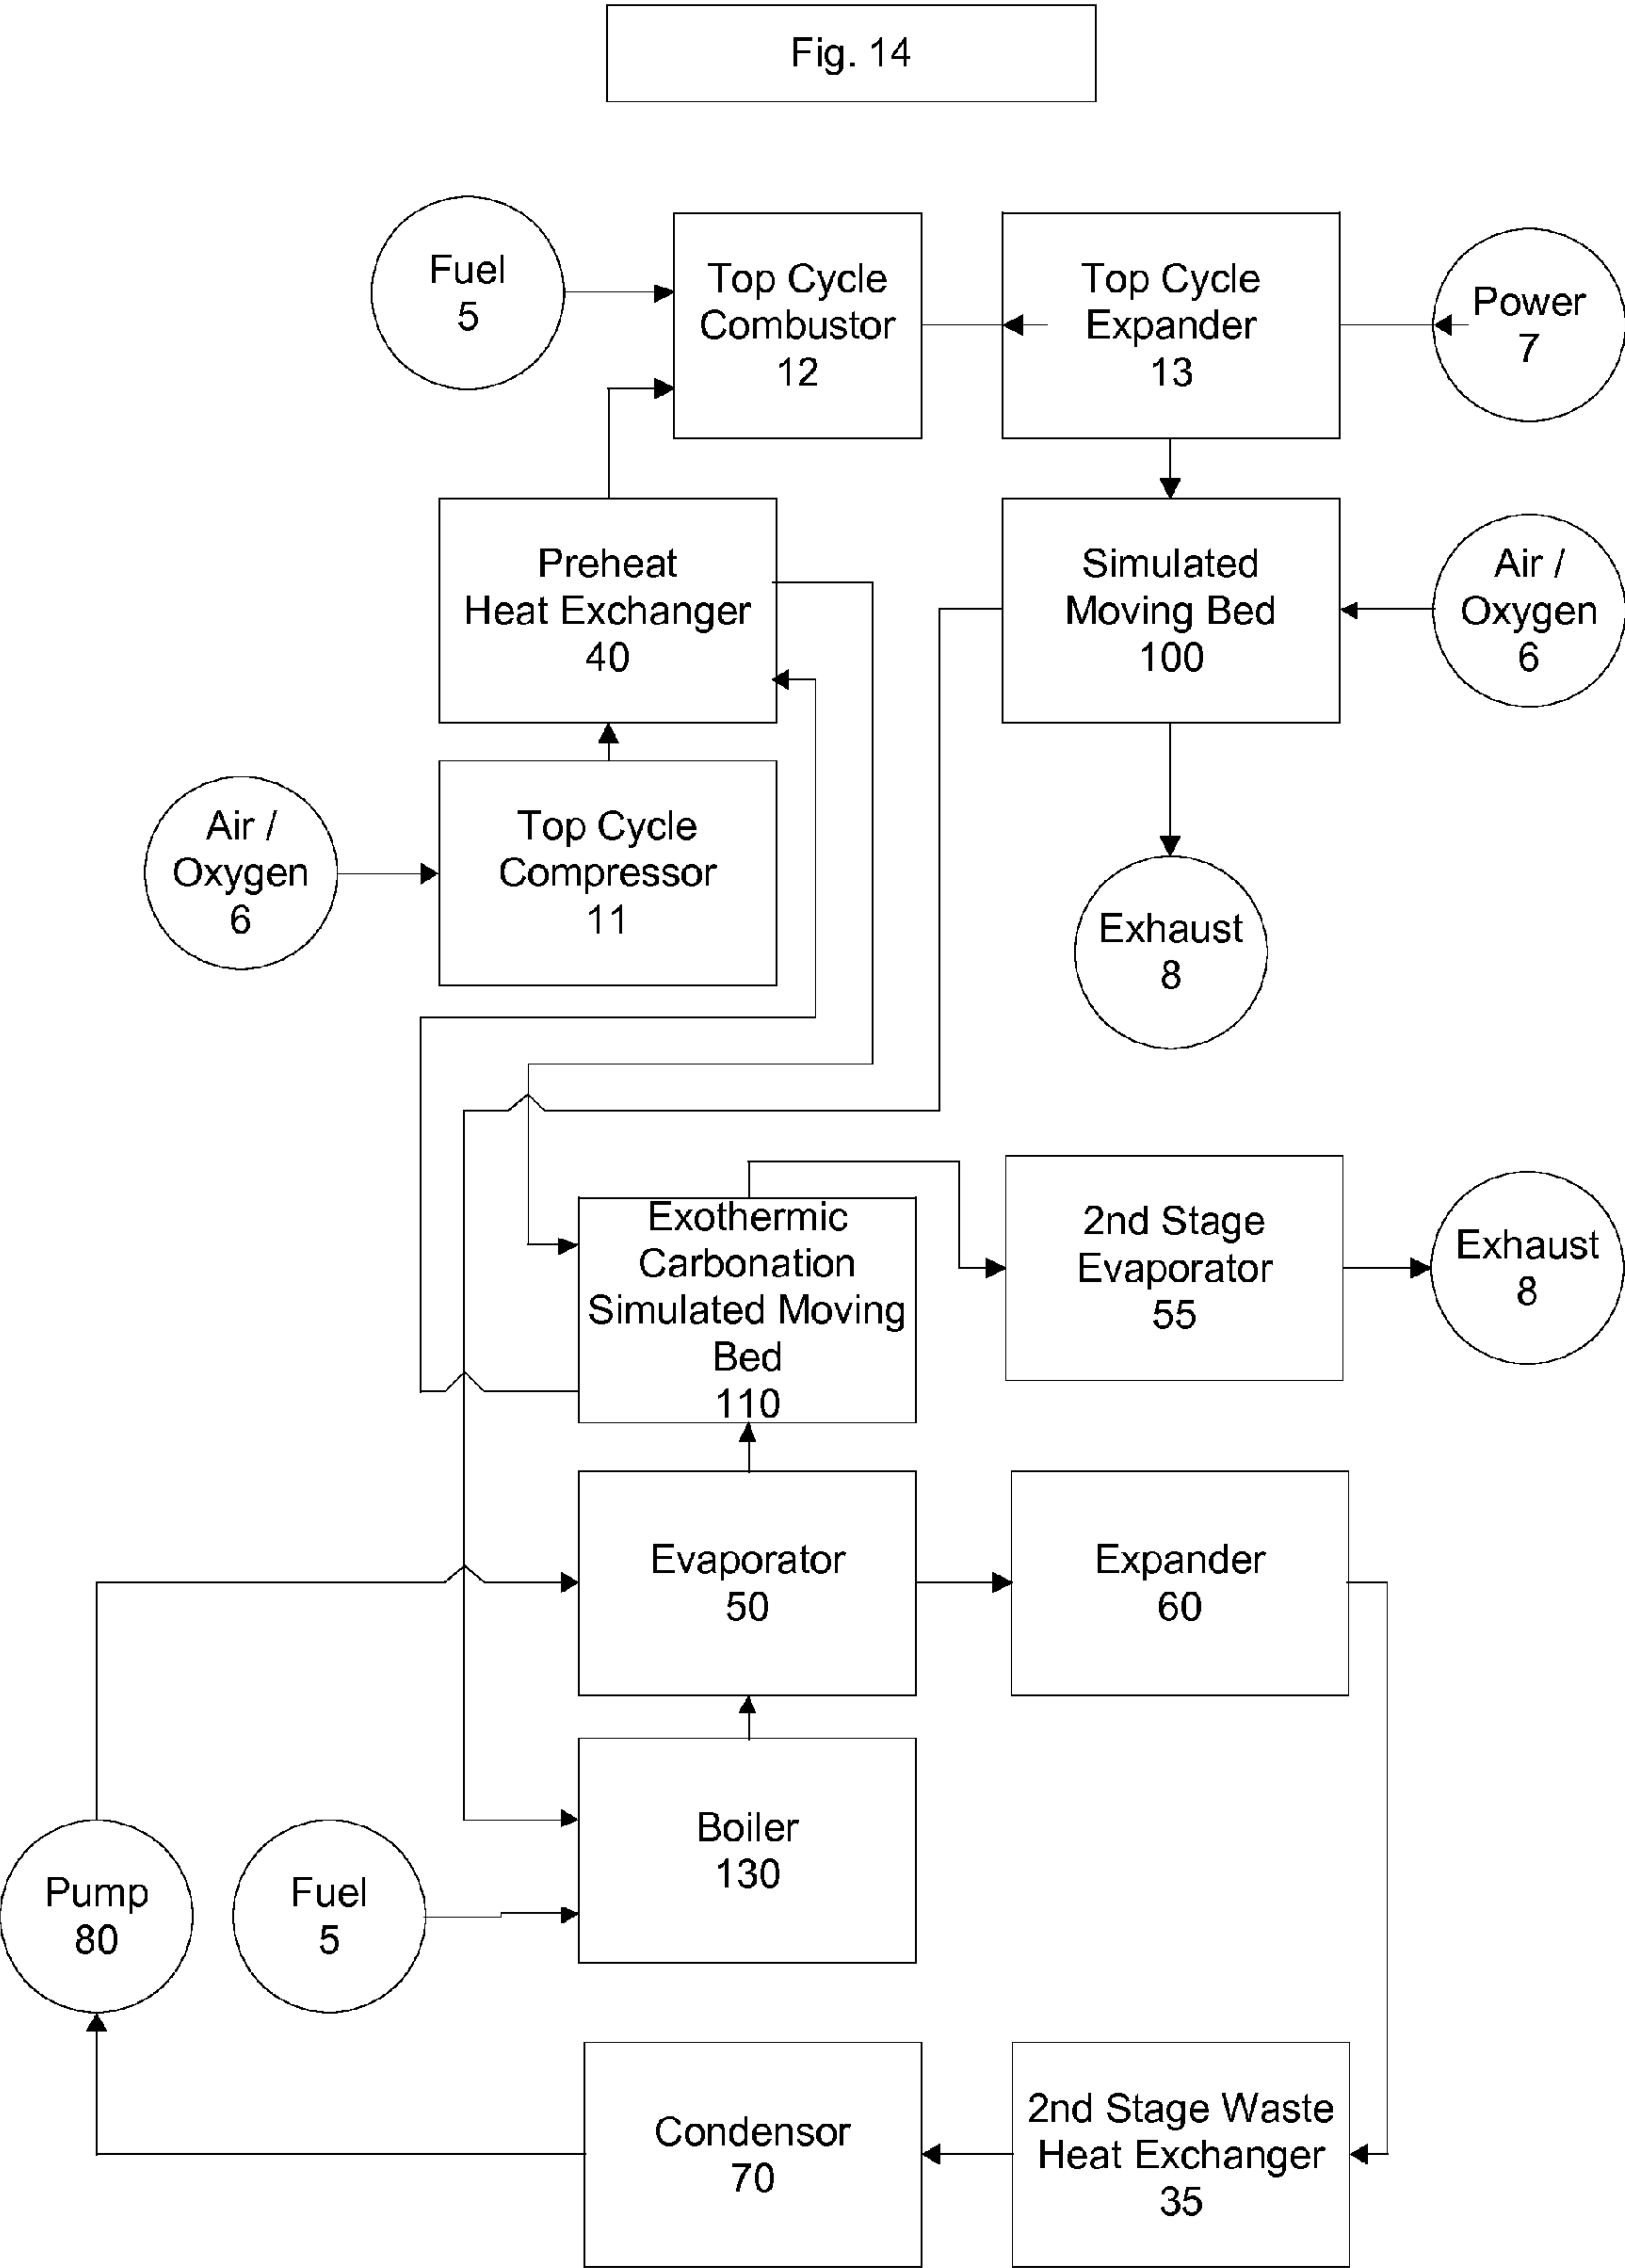 Fig. 14
Fuel
5
Top Cycle
Combustor
12
Top Cycle
Expander
13
Power
7
Preheat
Heat Exchanger
40
Simulated
Moving Bed
100
Air /
Oxygen
6
Air /
Oxygen
6
Top Cycle
Compressor
11
Exhaust
8
Exothermic
Carbonation
Simulated Moving
Bed
110
2nd Stage
Evaporator
55
Exhaust
8
Evaporator
50
Expander
60
Boiler
130
Pump
80
Fuel
5
Condensor
70
2nd Stage Waste
Heat Exchanger
35